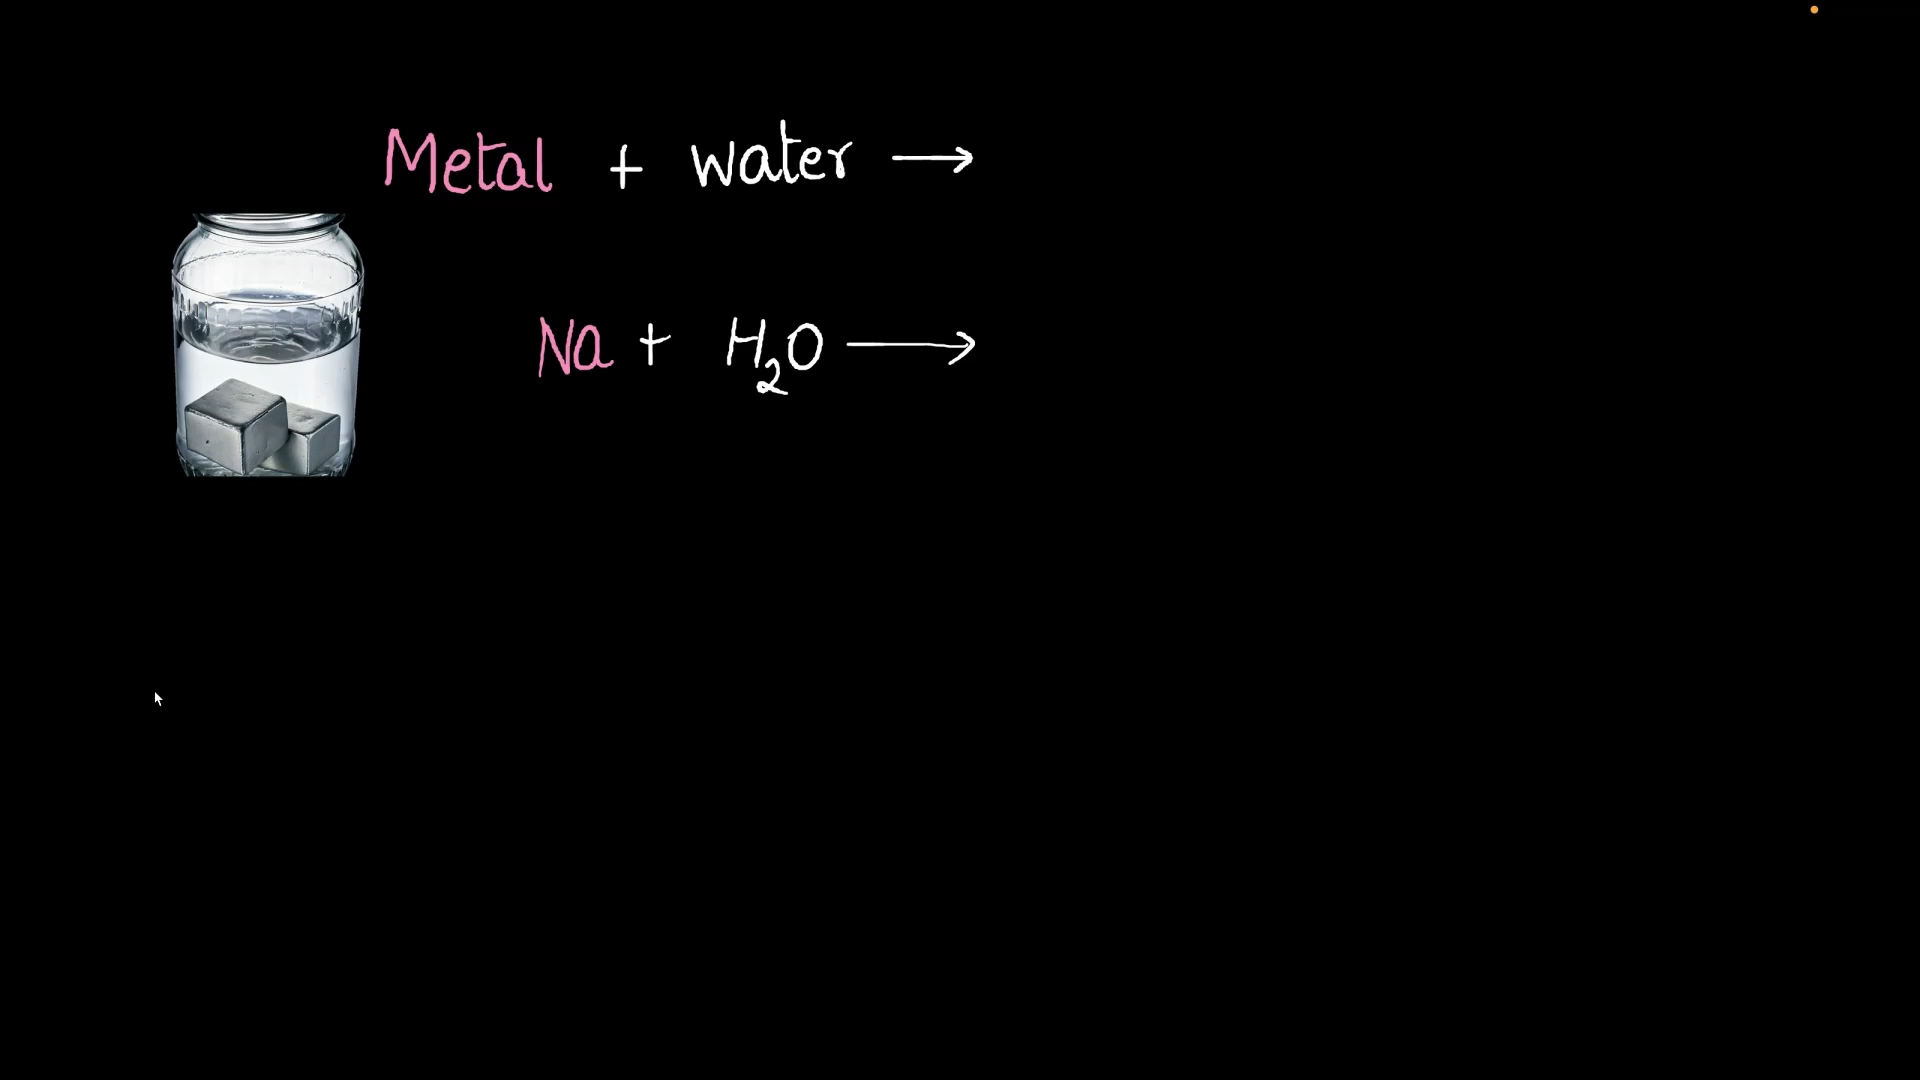 Metal + water →
Na + H₂O →